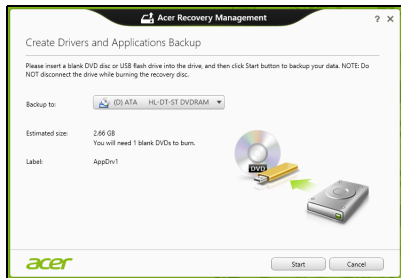 Acer Recovery Management
? ×
Create Drivers and Applications Backup
Please insert a blank DVD disc or USB flash drive into the drive, and then click Start button to backup your data. NOTE: Do
NOT disconnect the drive while burning the recovery disc.
Backup to: (D) ATA HL-DT-ST DVDRAM
Estimated size: 2.66 GB
You will need 1 blank DVDs to burn.
Label: AppDrv1
DVD
acer
Start Cancel